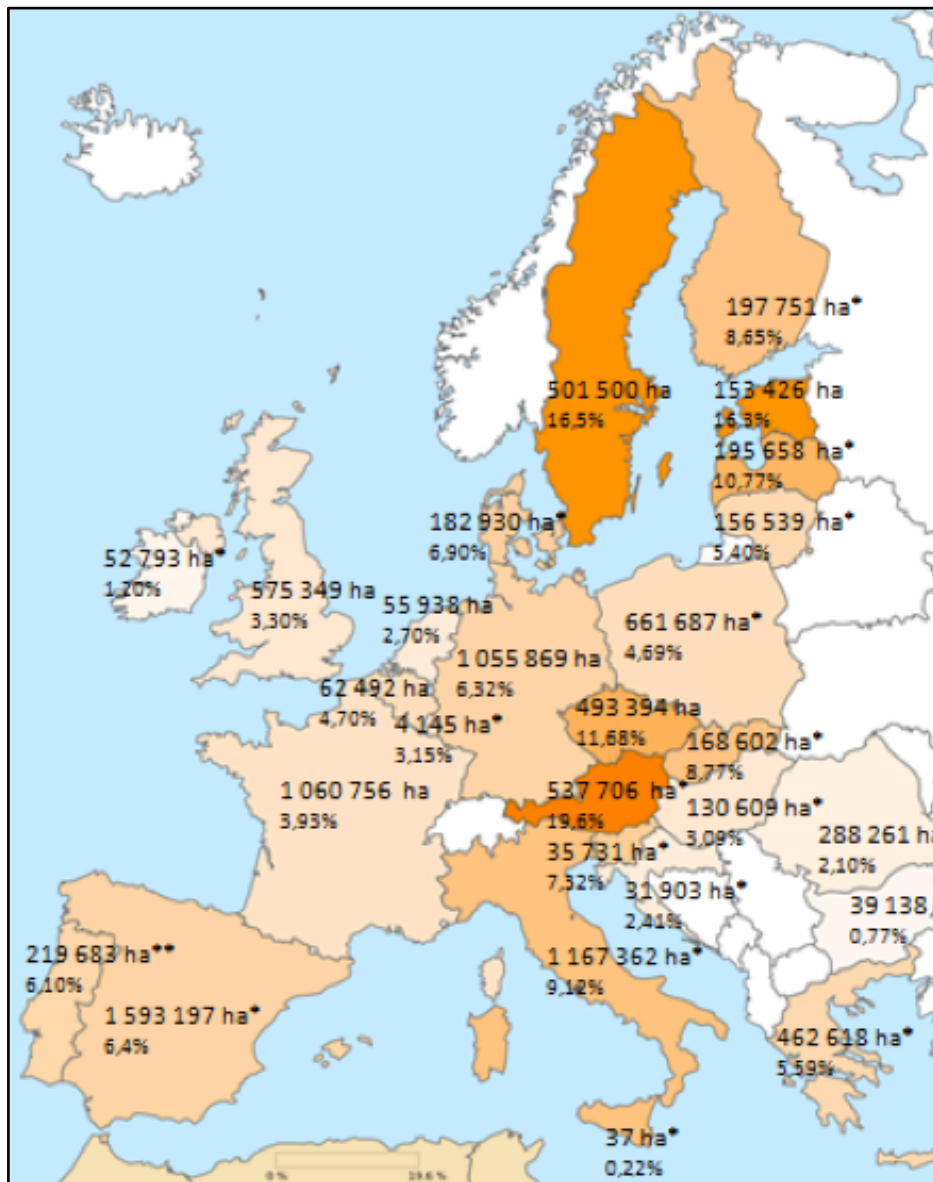 197 751 ha*
8,65%
501 500 ha
16,5%
153 426 ha
16,3%
195 658 ha*
10,77%
182 930 ha*
6,90%
156 539 ha*
5,40%
52 793 ha*
1,20%
575 349 ha
3,30%
55 938 ha
2,70%
661 687 ha*
4,69%
1 055 869 ha
6,32%
62 492 ha
4,70%
4 145 ha*
3,15%
493 394 ha
11,68%
168 602 ha*
8,77%
1 060 756 ha
3,93%
537 706 ha*
19,6%
130 609 ha*
3,09%
35 731 ha*
7,32%
288 261 ha
2,10%
31 903 ha*
2,41%
39 138
0,77%
219 683 ha**
6,10%
1 167 362 ha*
9,12%
1 593 197 ha*
6,4%
462 618 ha*
5,59%
37 ha*
0,22%
0 % 19.6 %